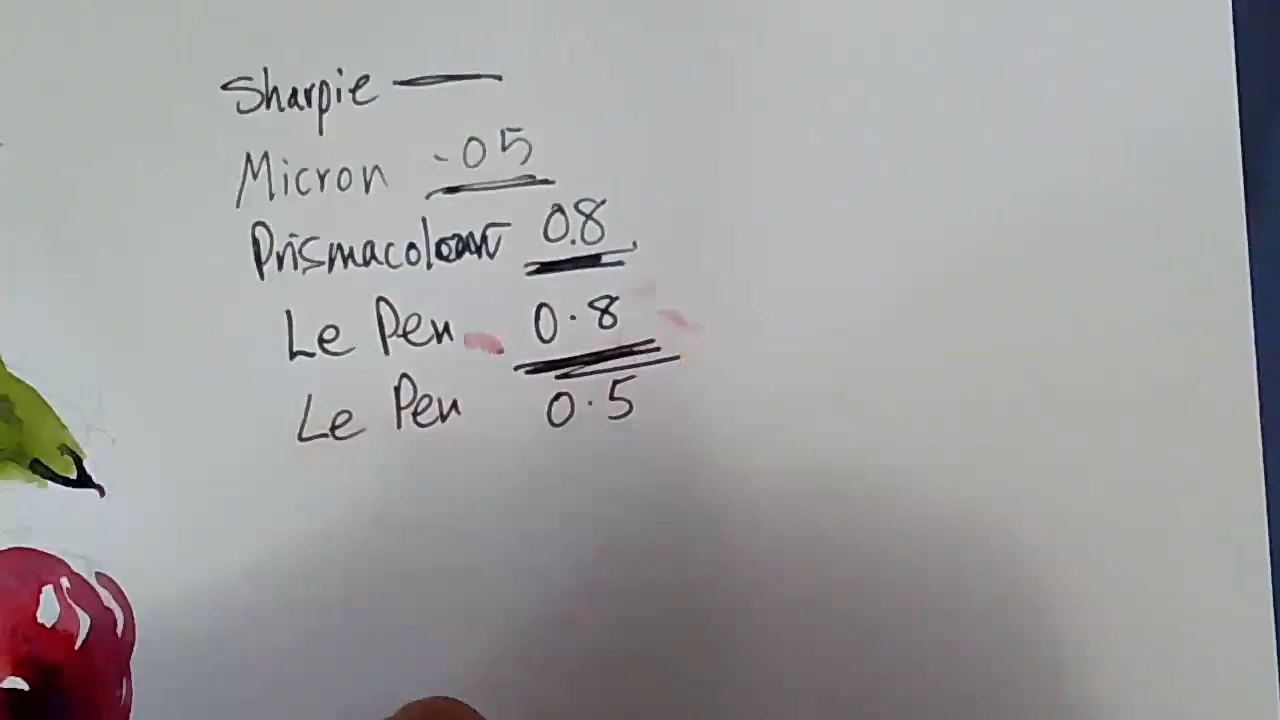 Sharpie —
Micron -05
Prismacolour 0.8
Le Pen 0.8
Le Pen 0.5